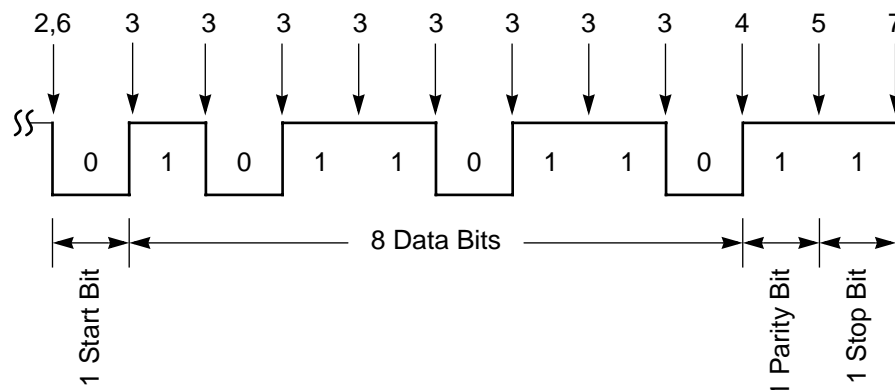 2,6 3 3 3 3 3 3 3 3 4 5 7
0 1 0 1 1 0 1 1 0 1 1
8 Data Bits
1 Start Bit
1 Parity Bit
1 Stop Bit